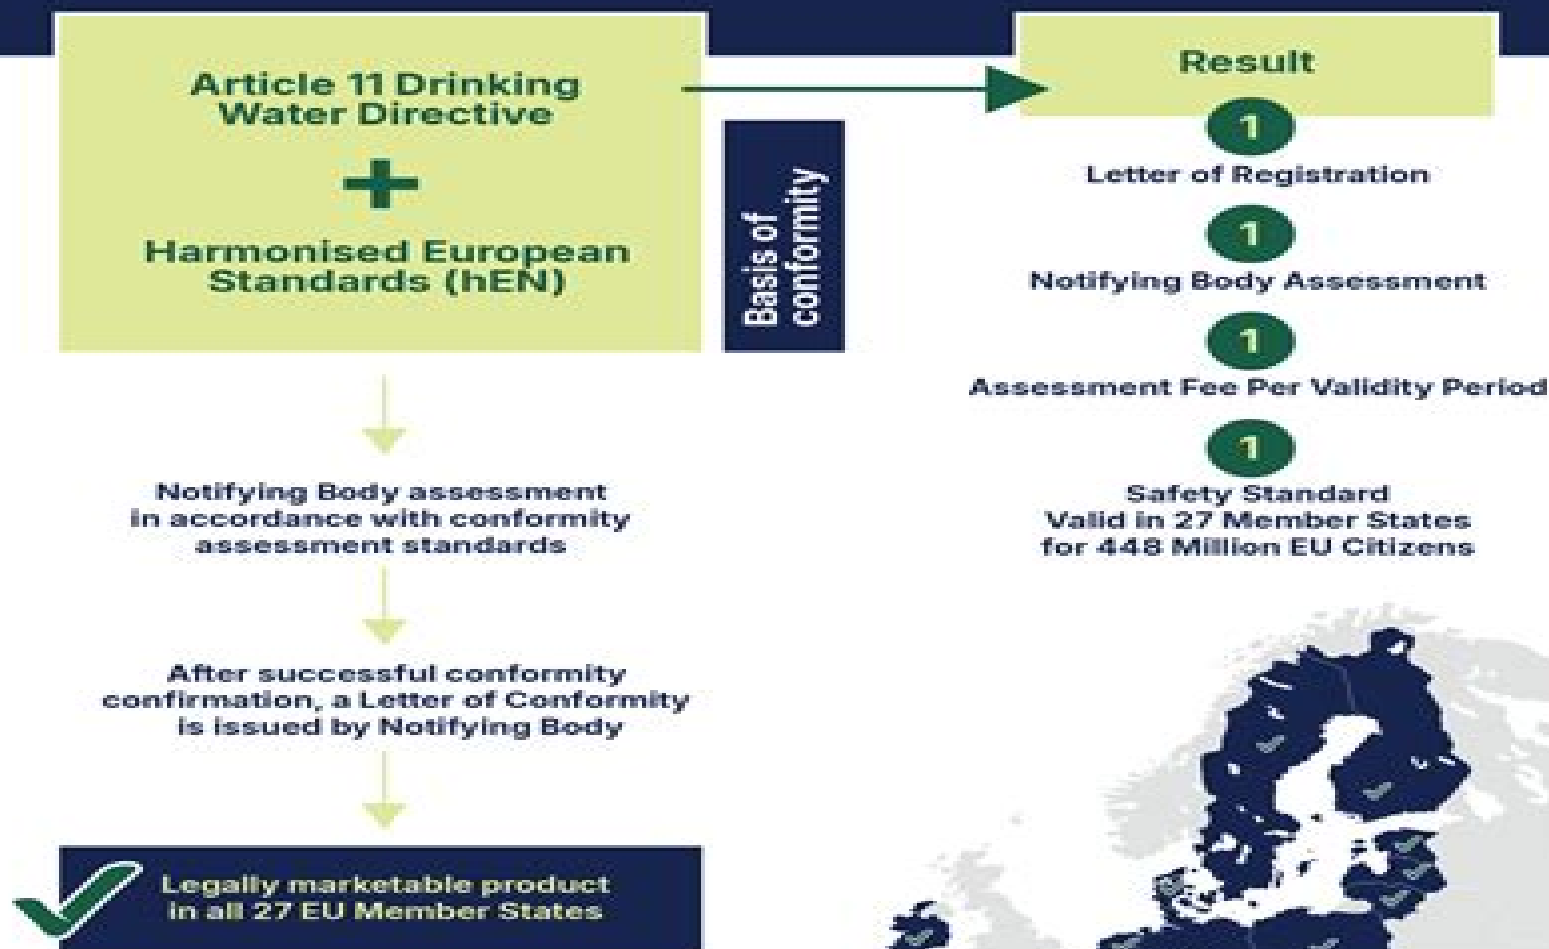 Article 11 Drinking
Water Directive
+
Harmonised European
Standards (hEN)
Basis of
conformity
Notifying Body assessment
in accordance with conformity
assessment standards
After successful conformity
confirmation, a Letter of Conformity
is issued by Notifying Body
Legally marketable product
in all 27 EU Member States
Result
1
Letter of Registration
1
Notifying Body Assessment
1
Assessment Fee Per Validity Period
1
Safety Standard
Valid in 27 Member States
for 448 Million EU Citizens